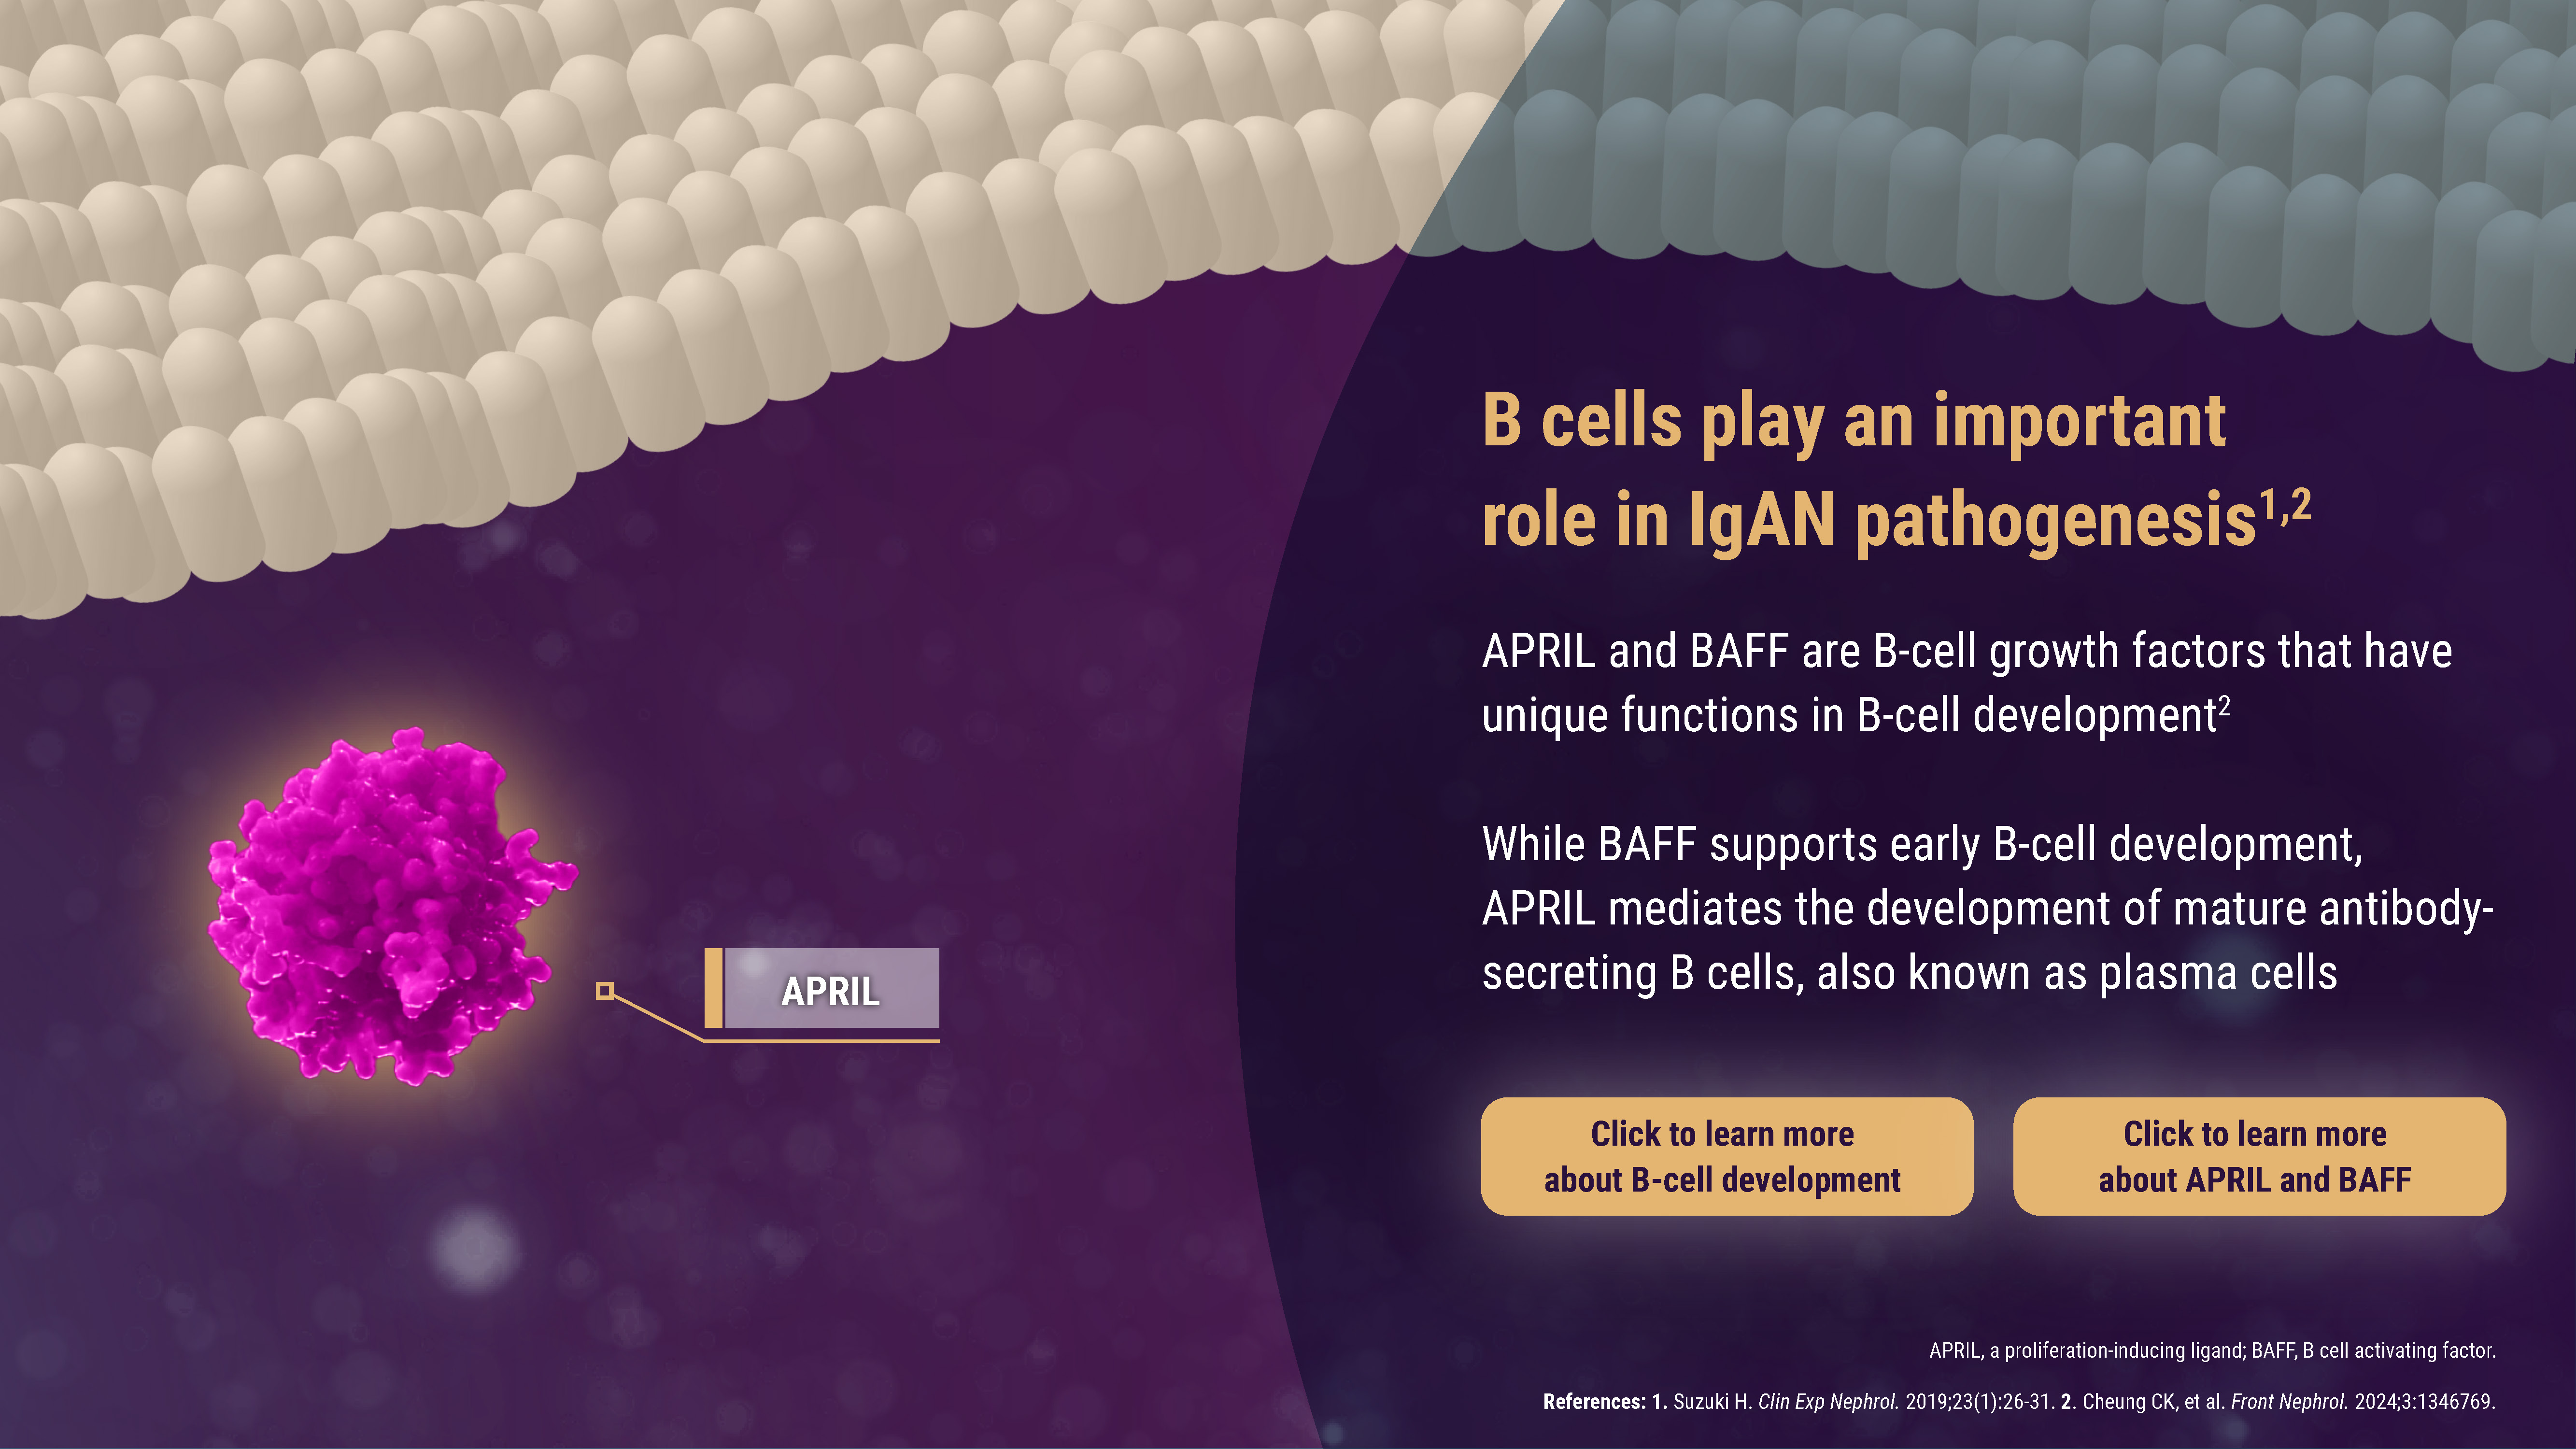 B cells play an important
role in IgAN pathogenesis1,2
APRIL and BAFF are B-cell growth factors that have
unique functions in B-cell development2
While BAFF supports early B-cell development,
APRIL mediates the development of mature antibody-
secreting B cells, also known as plasma cells
APRIL
Click to learn more
about B-cell development
Click to learn more
about APRIL and BAFF
APRIL, a proliferation-inducing ligand; BAFF, B cell activating factor.
References: 1. Suzuki H. Clin Exp Nephrol. 2019;23(1):26-31. 2. Cheung CK, et al. Front Nephrol. 2024;3:1346769.